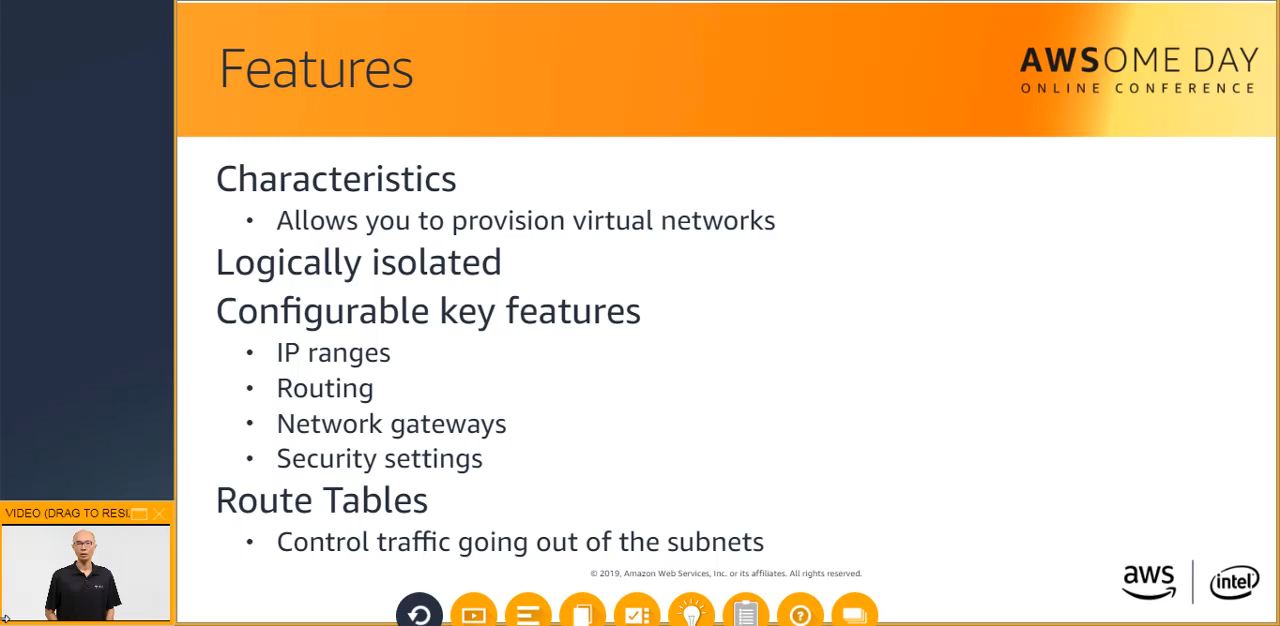 Features
AWSOME DAY
ONLINE CONFERENCE
Characteristics
• Allows you to provision virtual networks
Logically isolated
Configurable key features
• IP ranges
• Routing
• Network gateways
• Security settings
Route Tables
• Control traffic going out of the subnets
© 2019, Amazon Web Services, Inc. or its affiliates. All rights reserved.
aws
intel
VIDEO (DRAG TO RESI